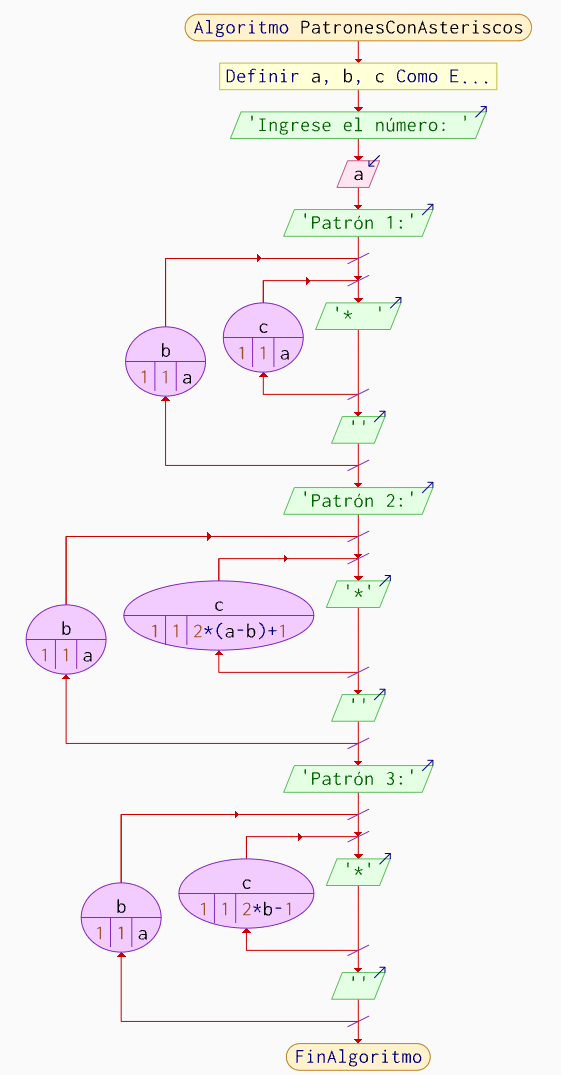 Algoritmo PatronesConAsteriscos
Definir a, b, c Como E...
'Ingrese el número: '
a
'Patrón 1:'
b
1 1 a
c
1 1 a
'*  '
''
'Patrón 2:'
b
1 1 a
c
1 1 2*(a-b)+1
'*'
''
'Patrón 3:'
b
1 1 a
c
1 1 2*b-1
'*'
''
FinAlgoritmo